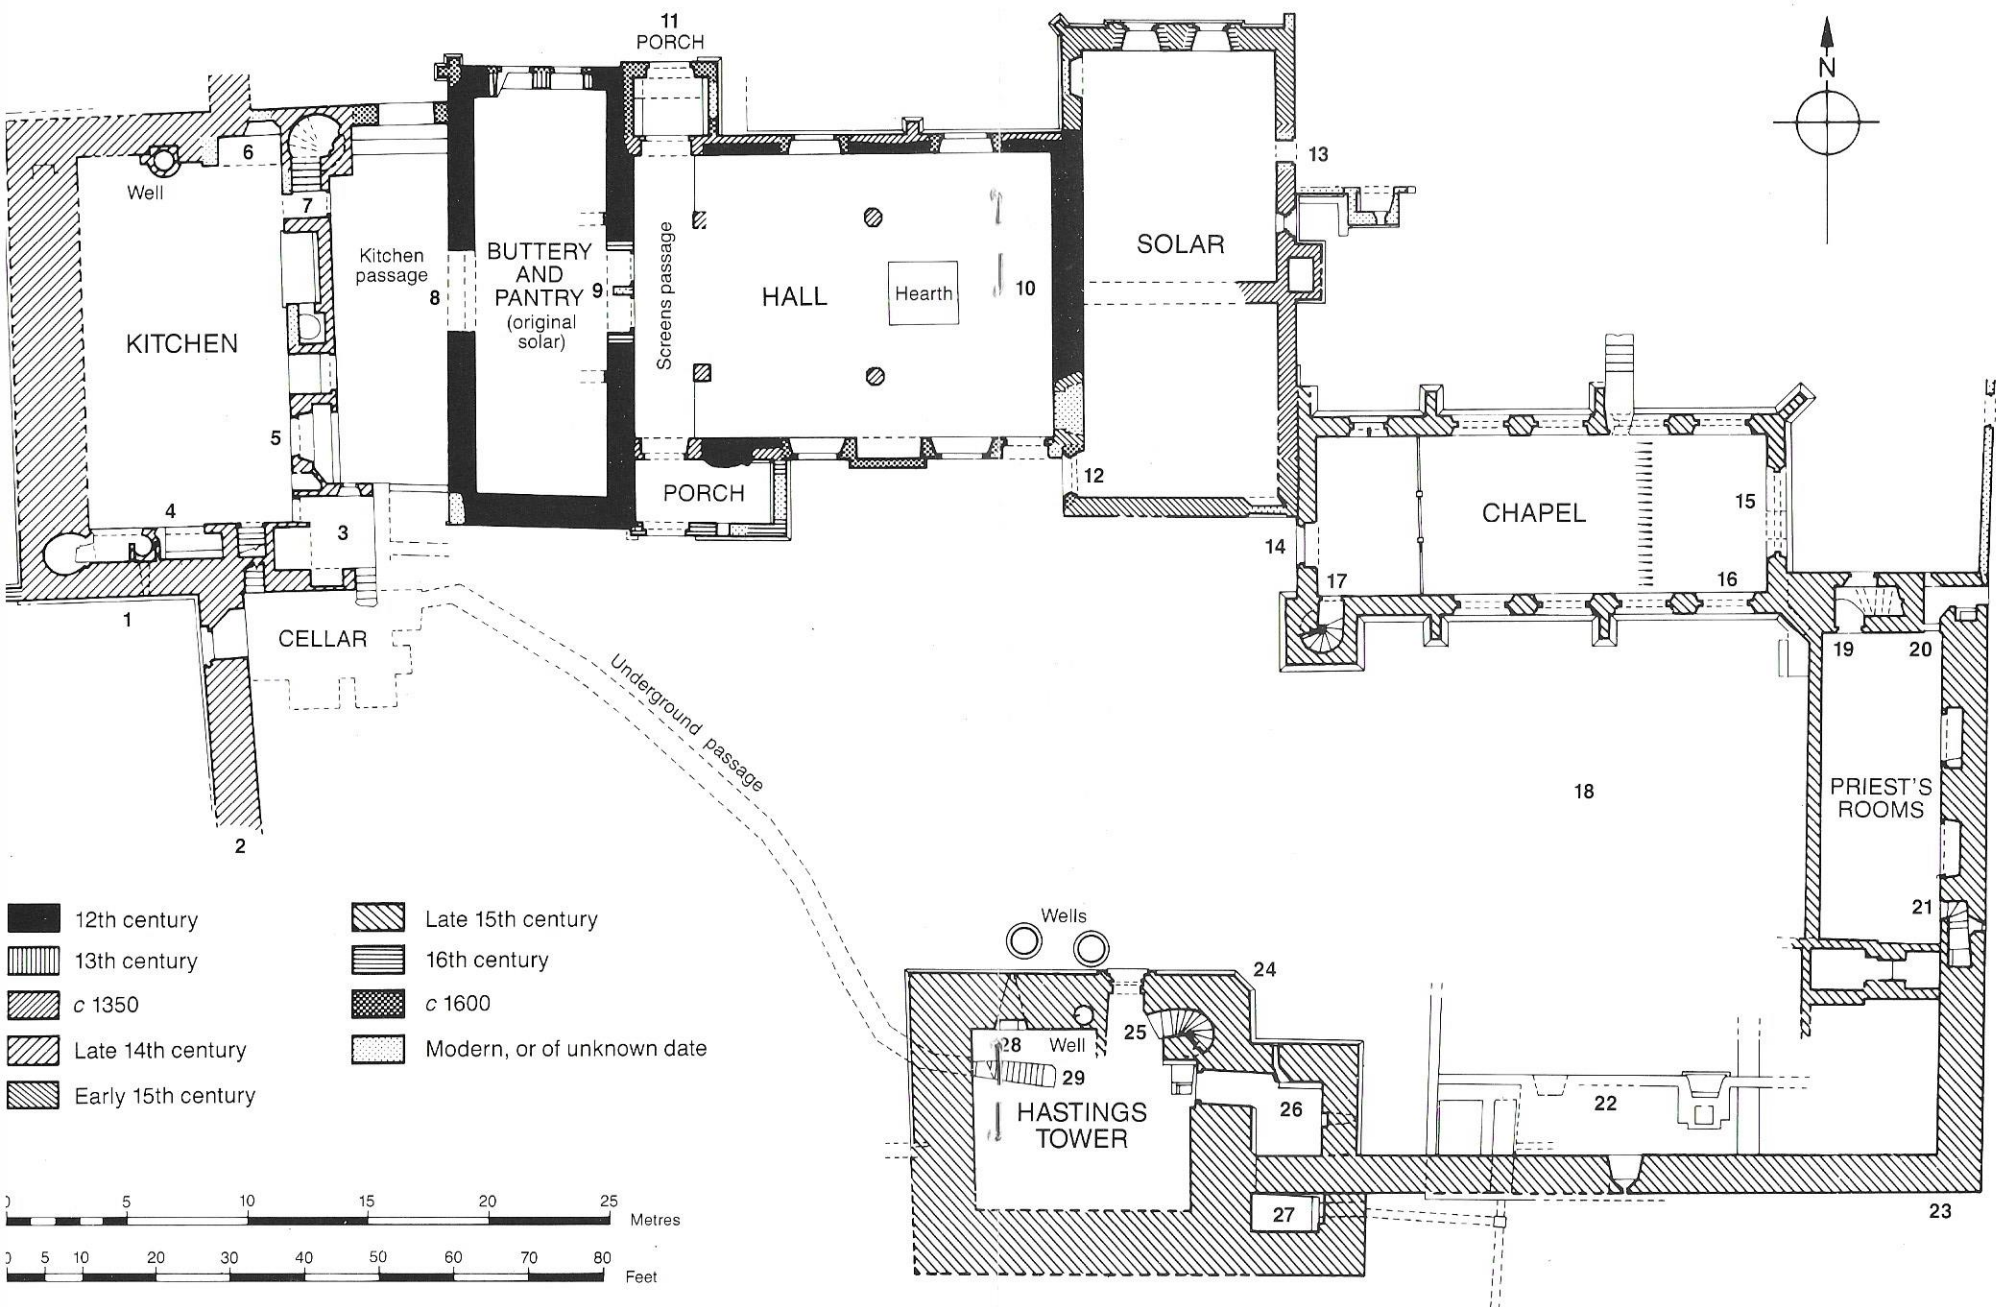 11
PORCH
N
6
Well
7
13
Kitchen
passage
8
BUTTERY
AND
PANTRY
(original
solar)
9
Screens passage
HALL
Hearth
10
SOLAR
KITCHEN
5
4
3
PORCH
12
14
CHAPEL
15
17
16
1
CELLAR
2
Underground passage
19
20
18
PRIEST'S
ROOMS
21
12th century
13th century
c 1350
Late 14th century
Early 15th century
Late 15th century
16th century
c 1600
Modern, or of unknown date
Wells
24
25
28
Well
29
HASTINGS
TOWER
26
22
27
23
0 5 10 15 20 25
Metres
0 5 10 20 30 40 50 60 70 80
Feet